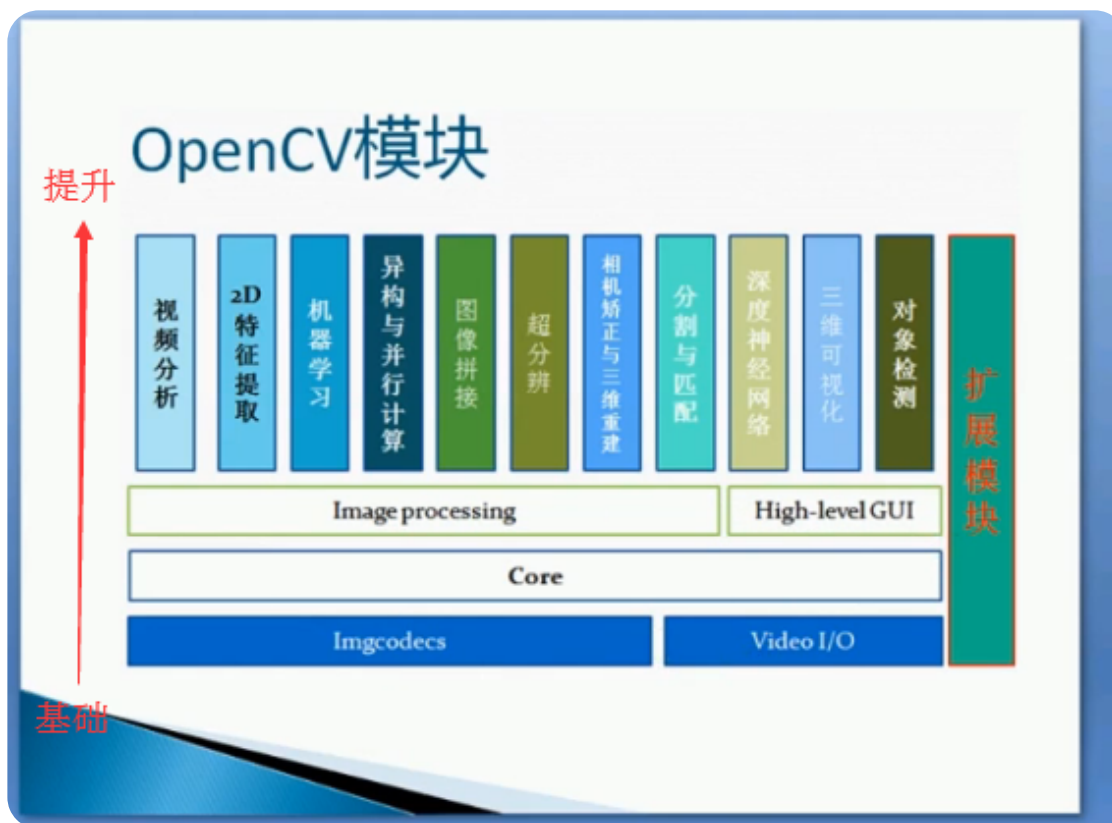 OpenCV模块
提升
视频分析
2D特征提取
机器学习
异构与并行计算
图像拼接
超分辨
相机矫正与三维重建
分割与匹配
深度神经网络
三维可视化
对象检测
扩展模块
Image processing
High-level GUI
Core
Imgcodecs
Video I/O
基础